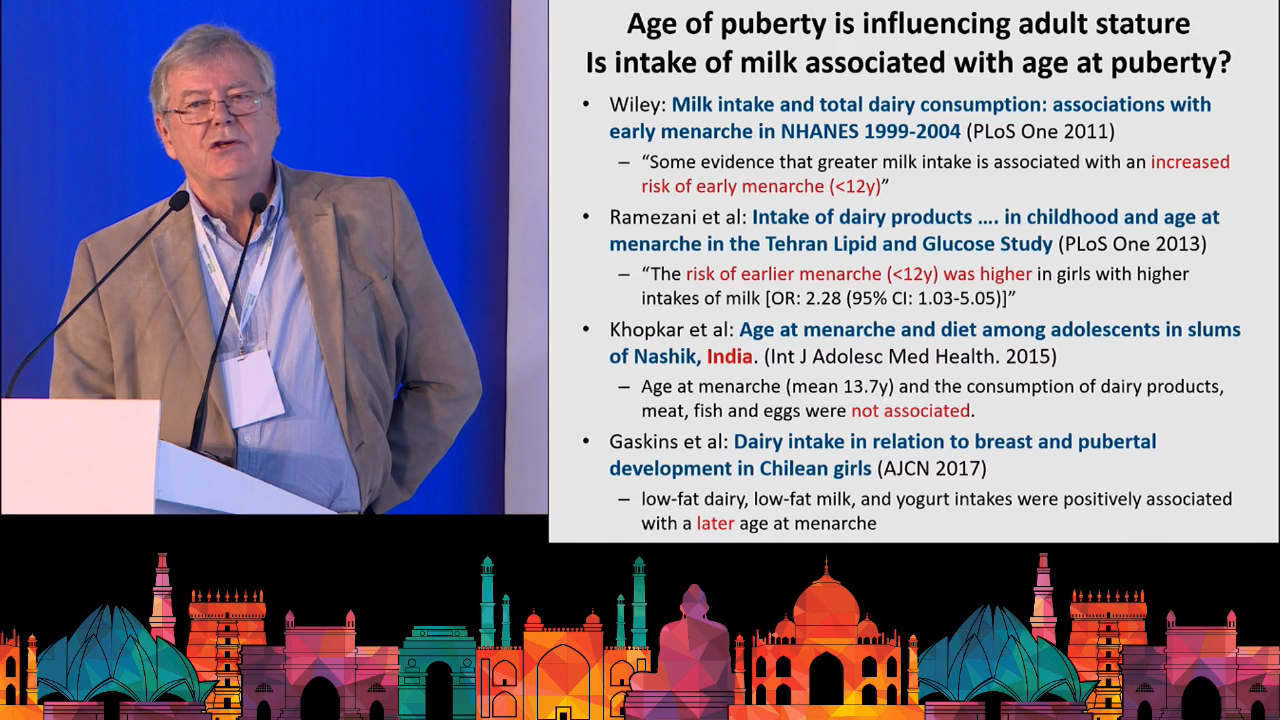 Age of puberty is influencing adult stature
Is intake of milk associated with age at puberty?
• Wiley: Milk intake and total dairy consumption: associations with
early menarche in NHANES 1999-2004 (PLoS One 2011)
– “Some evidence that greater milk intake is associated with an increased
risk of early menarche (<12y)”
• Ramezani et al: Intake of dairy products .... in childhood and age at
menarche in the Tehran Lipid and Glucose Study (PLoS One 2013)
– “The risk of earlier menarche (<12y) was higher in girls with higher
intakes of milk [OR: 2.28 (95% CI: 1.03-5.05)]”
• Khopkar et al: Age at menarche and diet among adolescents in slums
of Nashik, India. (Int J Adolesc Med Health. 2015)
– Age at menarche (mean 13.7y) and the consumption of dairy products,
meat, fish and eggs were not associated.
• Gaskins et al: Dairy intake in relation to breast and pubertal
development in Chilean girls (AJCN 2017)
– low-fat dairy, low-fat milk, and yogurt intakes were positively associated
with a later age at menarche